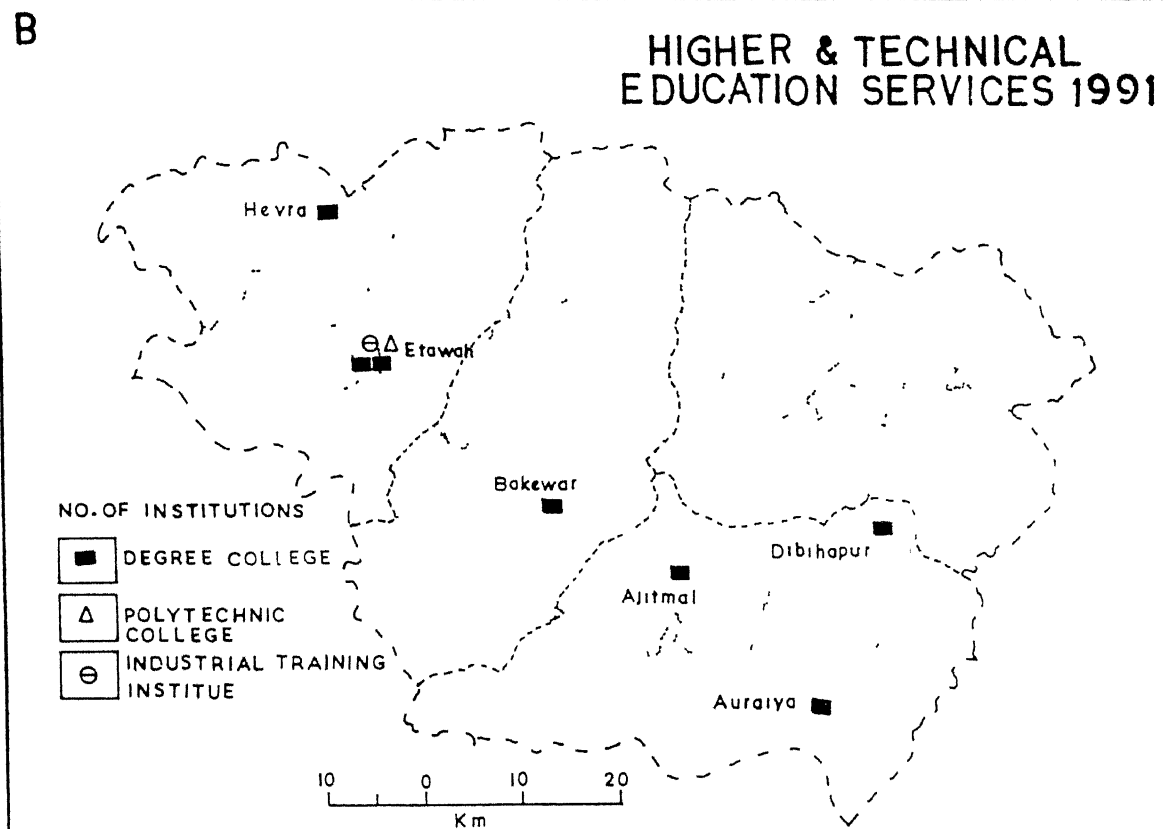 B
HIGHER & TECHNICAL
EDUCATION SERVICES 1991
Hevra
Etawah
Bakewar
Dibihapur
Ajitmal
Auraiya
NO. OF INSTITUTIONS
DEGREE COLLEGE
POLYTECHNIC
COLLEGE
INDUSTRIAL TRAINING
INSTITUE
10 0 10 20
Km